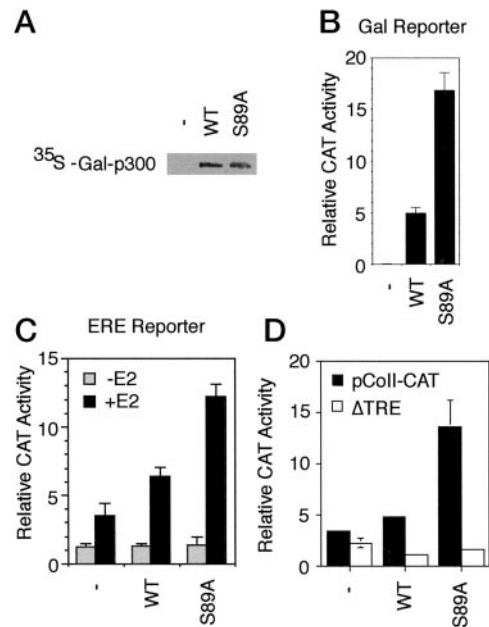 A
-
WT
S89A
35S -Gal-p300
B
Gal Reporter
Relative CAT Activity
20
15
10
5
0
-
WT
S89A
C
ERE Reporter
Relative CAT Activity
15
10
5
0
-E2
+E2
-
WT
S89A
D
Relative CAT Activity
20
15
10
5
0
pColl-CAT
ΔTRE
-
WT
S89A